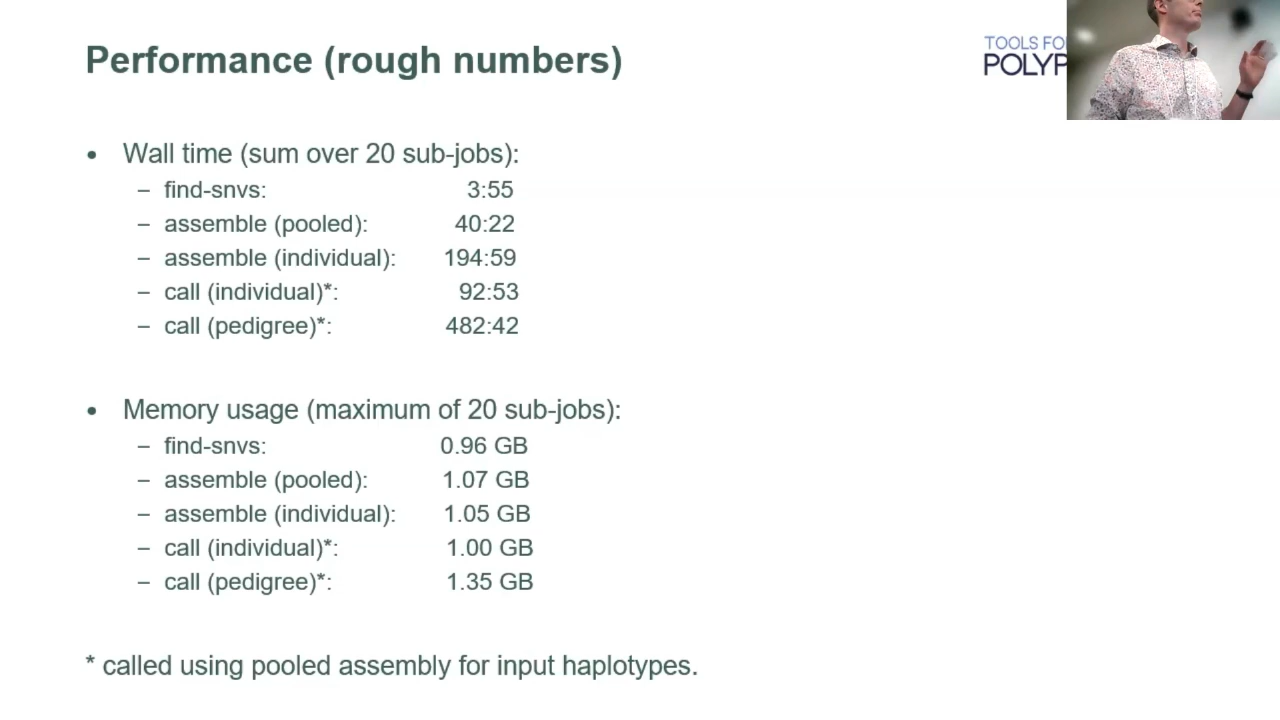 Performance (rough numbers)
TOOLS FO
POLYP
• Wall time (sum over 20 sub-jobs):
– find-snvs: 3:55
– assemble (pooled): 40:22
– assemble (individual): 194:59
– call (individual)*: 92:53
– call (pedigree)*: 482:42
• Memory usage (maximum of 20 sub-jobs):
– find-snvs: 0.96 GB
– assemble (pooled): 1.07 GB
– assemble (individual): 1.05 GB
– call (individual)*: 1.00 GB
– call (pedigree)*: 1.35 GB
* called using pooled assembly for input haplotypes.